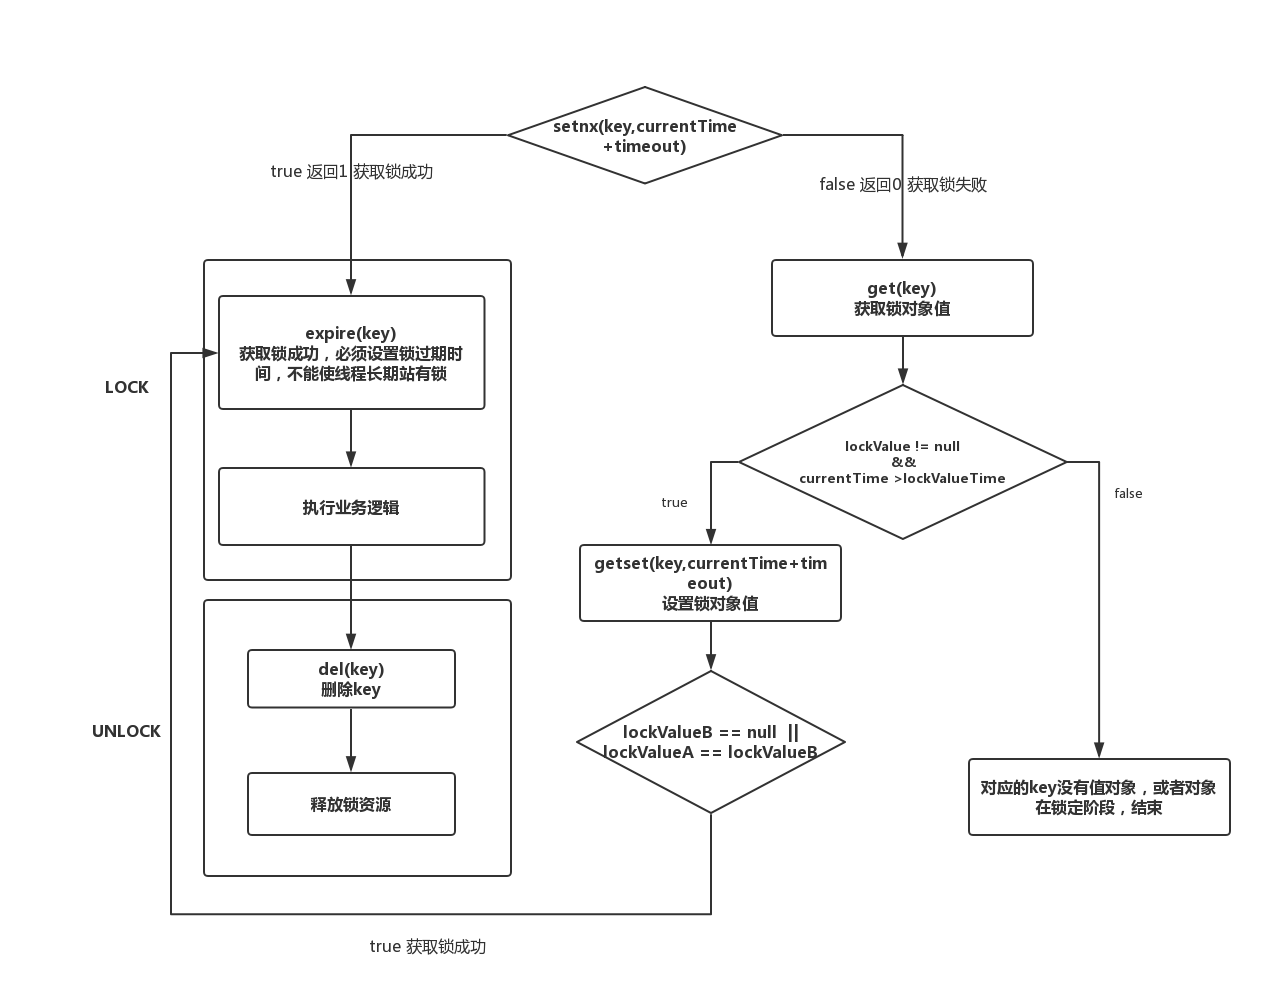 setnx(key,currentTime
+timeout)
true 返回1 获取锁成功
false 返回0 获取锁失败
get(key)
获取锁对象值
expire(key)
获取锁成功，必须设置锁过期时
间，不能使线程长期站有锁
LOCK
lockValue != null
&&
currentTime >lockValueTime
true
false
执行业务逻辑
getset(key,currentTime+tim
eout)
设置锁对象值
del(key)
删除key
UNLOCK
lockValueB == null  ||
lockValueA == lockValueB
释放锁资源
对应的key没有值对象，或者对象
在锁定阶段，结束
true 获取锁成功